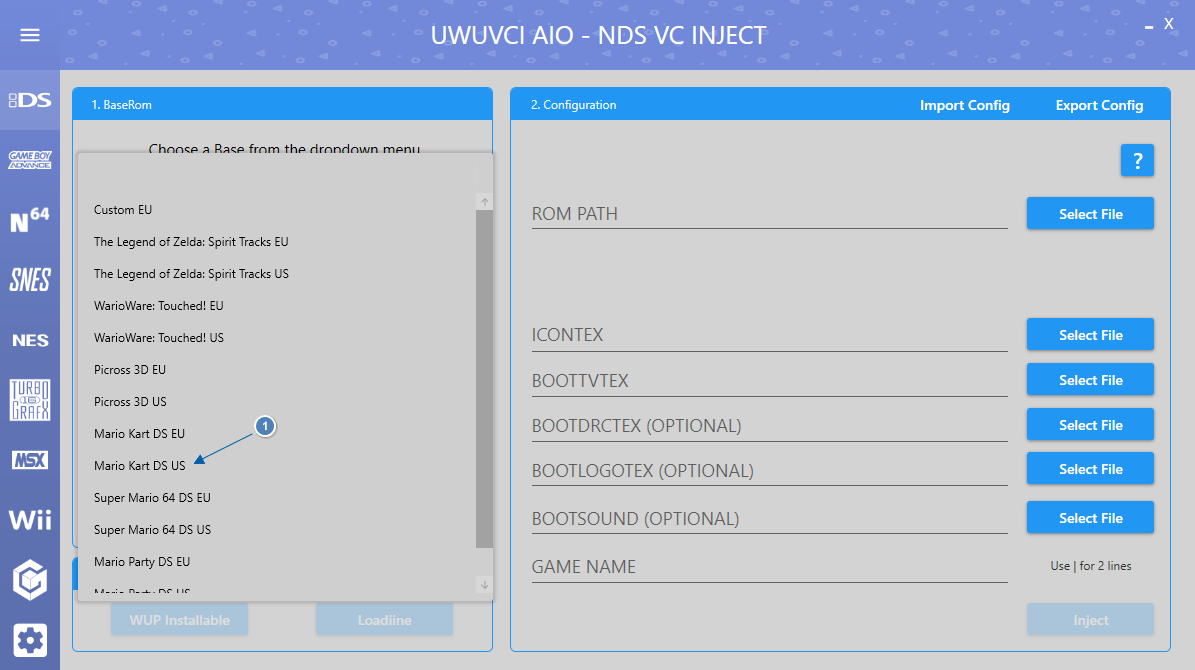 UWUVCI AIO - NDS VC INJECT
X
DS
GAME BOY
ADVANCE
N64
SNES
NES
TURBO
16
GRAFX
MSX
Wii
1. BaseRom
Choose a Base from the dropdown menu
Custom EU
The Legend of Zelda: Spirit Tracks EU
The Legend of Zelda: Spirit Tracks US
WarioWare: Touched! EU
WarioWare: Touched! US
Picross 3D EU
Picross 3D US
Mario Kart DS EU
1
Mario Kart DS US
Super Mario 64 DS EU
Super Mario 64 DS US
Mario Party DS EU
Mario Party DS US
WUP Installable
Loadiine
2. Configuration
Import Config
Export Config
?
ROM PATH
Select File
ICONTEX
Select File
BOOTTVTEX
Select File
BOOTDRCTEX (OPTIONAL)
Select File
BOOTLOGOTEX (OPTIONAL)
Select File
BOOTSOUND (OPTIONAL)
Select File
GAME NAME
Use | for 2 lines
Inject